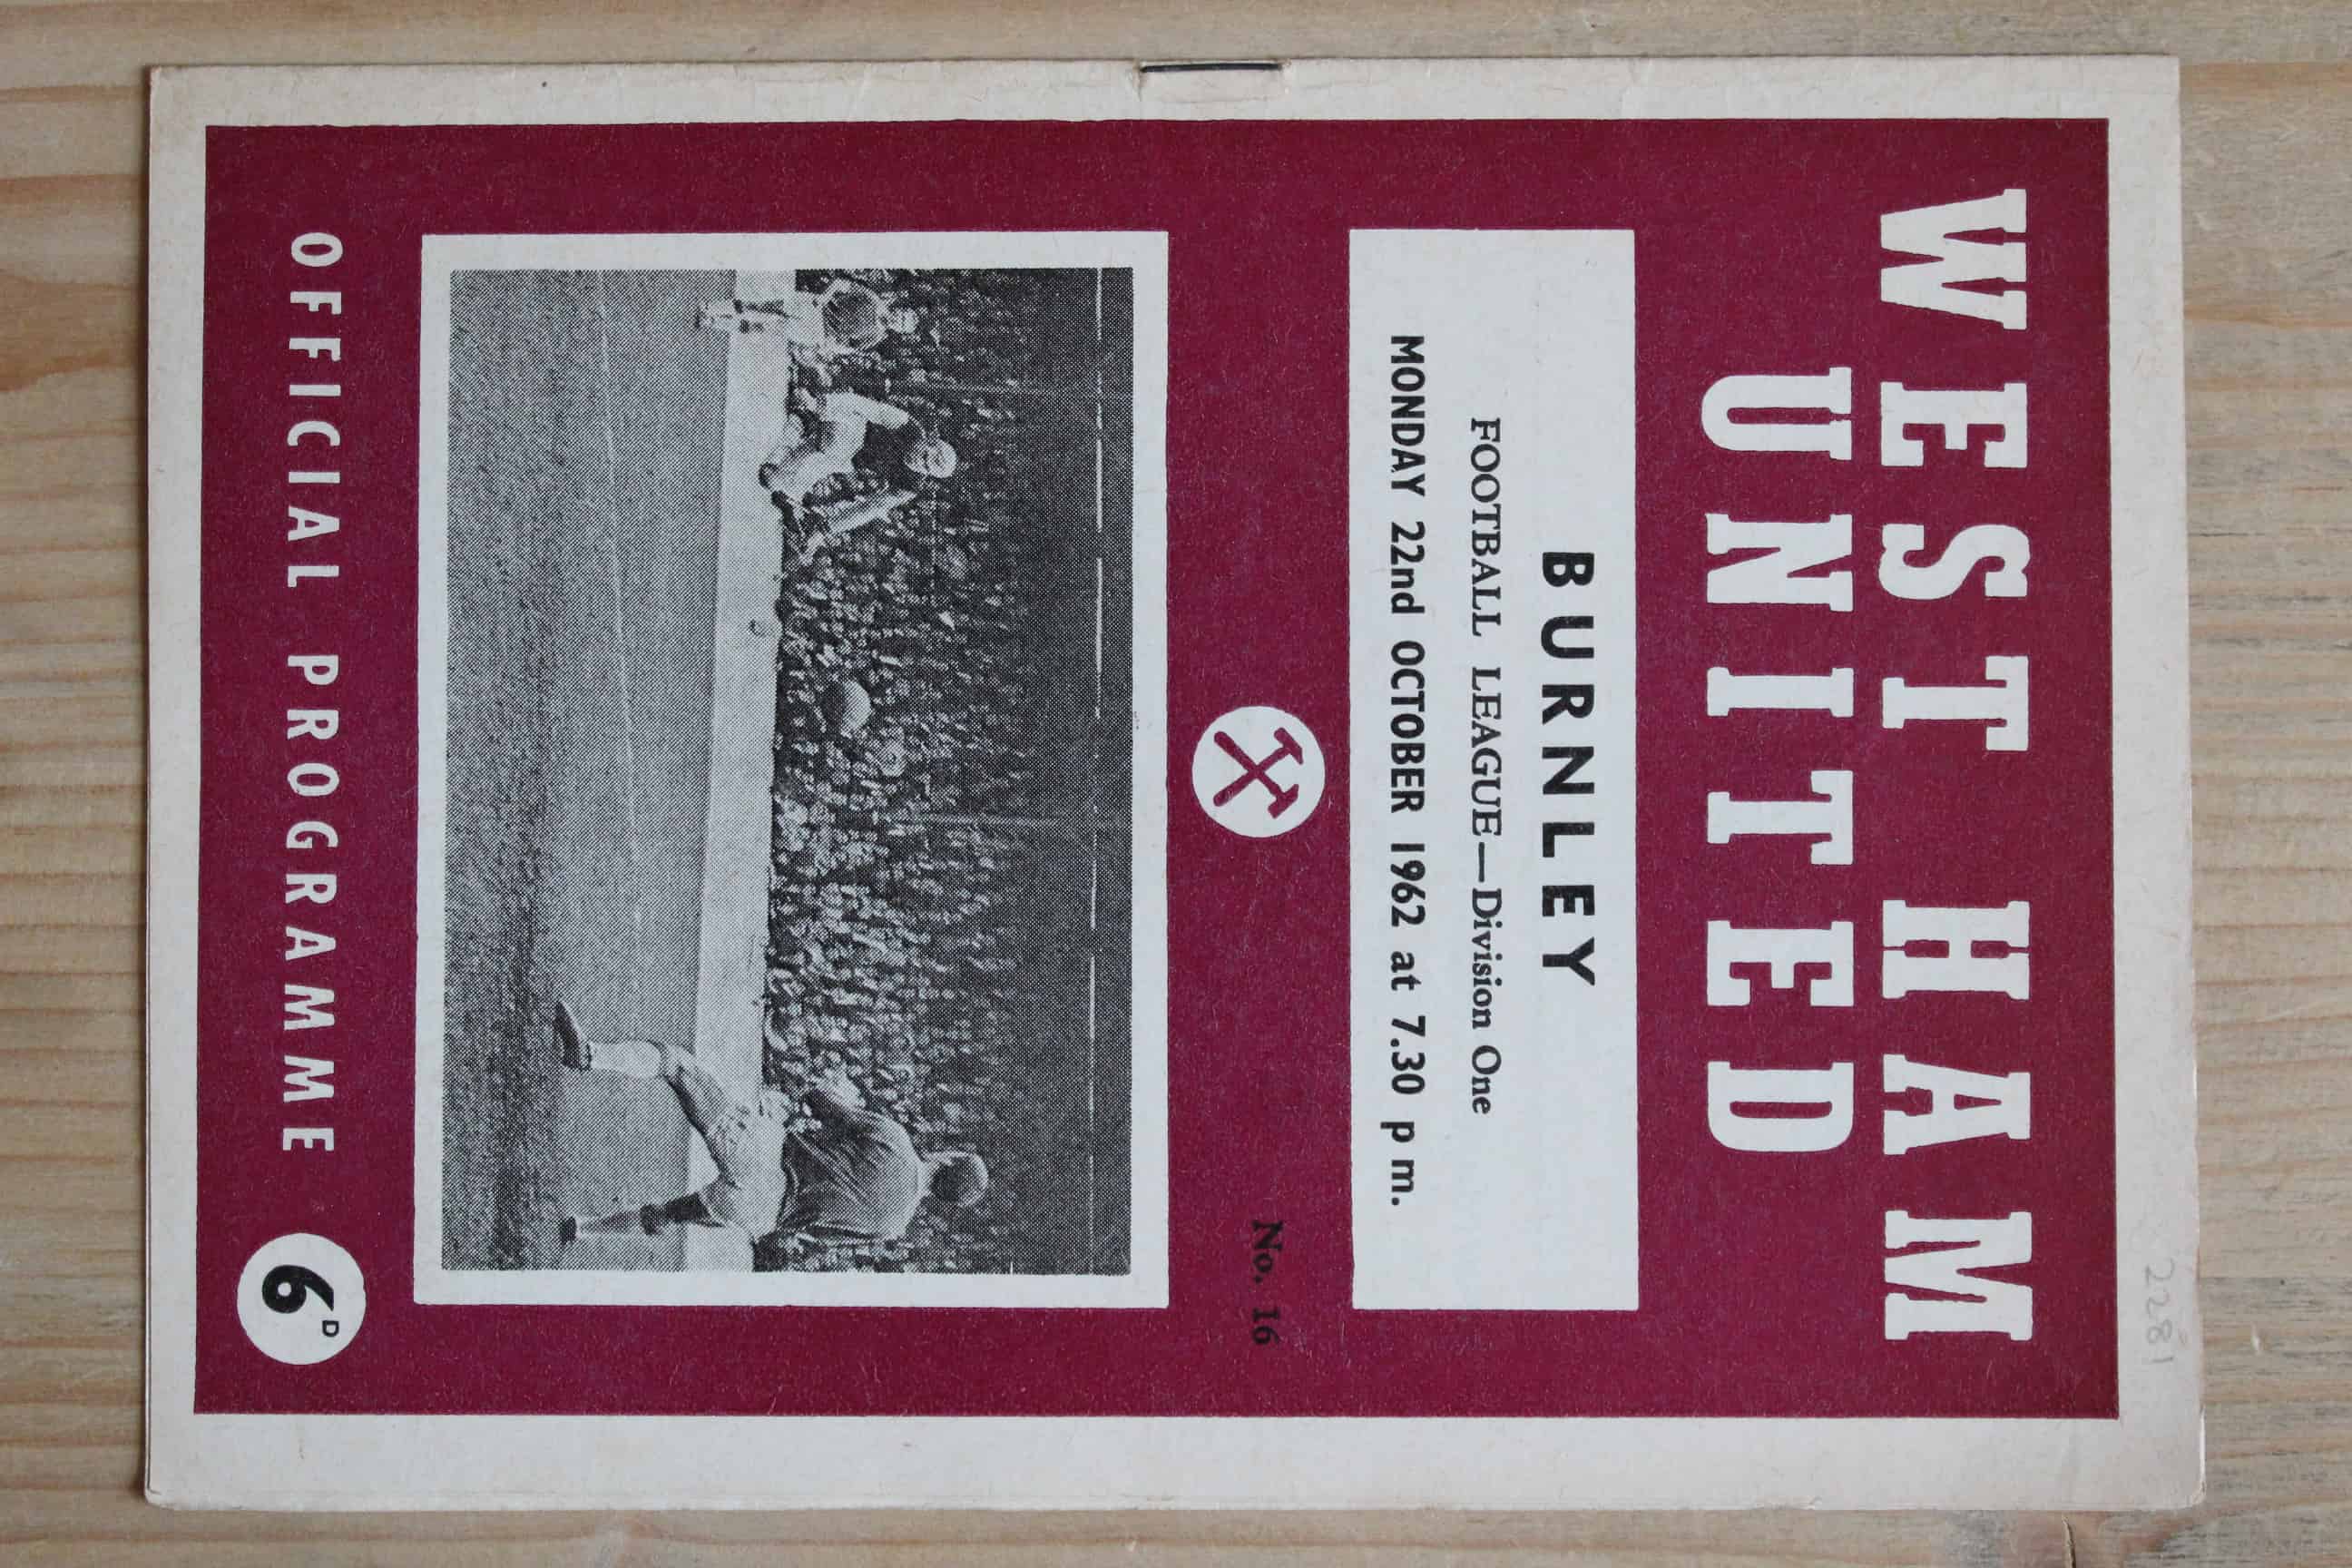 2281
WEST HAM
UNITED
BURNLEY
FOOTBALL LEAGUE—Division One
MONDAY 22nd OCTOBER 1962 at 7.30 p m.
No. 16
OFFICIAL PROGRAMME
6D